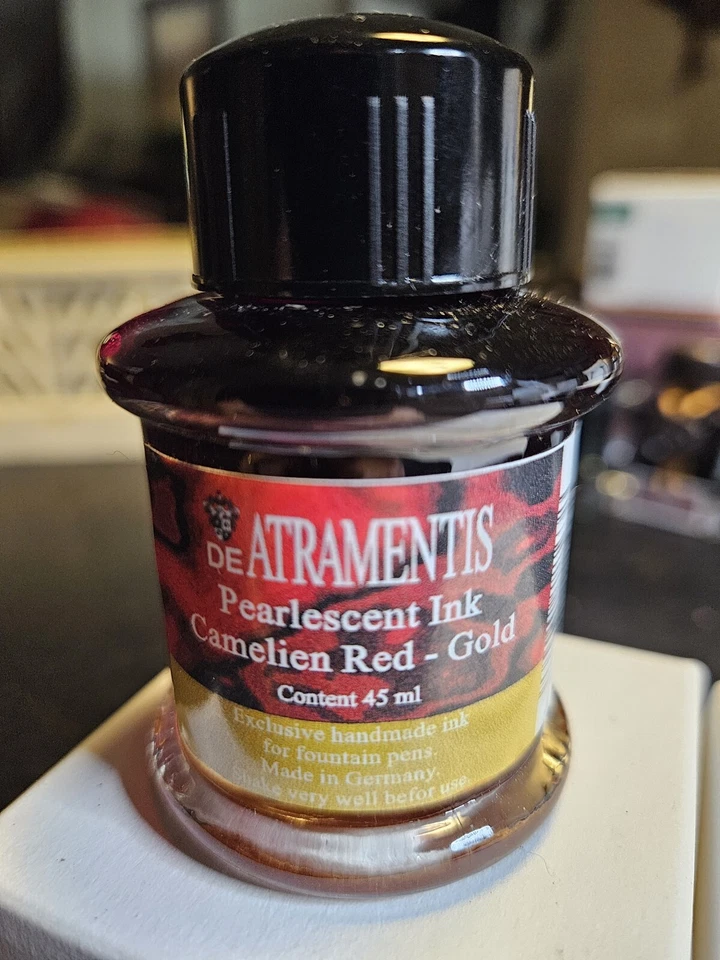 DE ATRAMENTIS
Pearlescent Ink
Camelien Red - Gold
Content 45 ml
Exclusive handmade ink
for fountain pens.
Made in Germany.
Shake very well befor use.